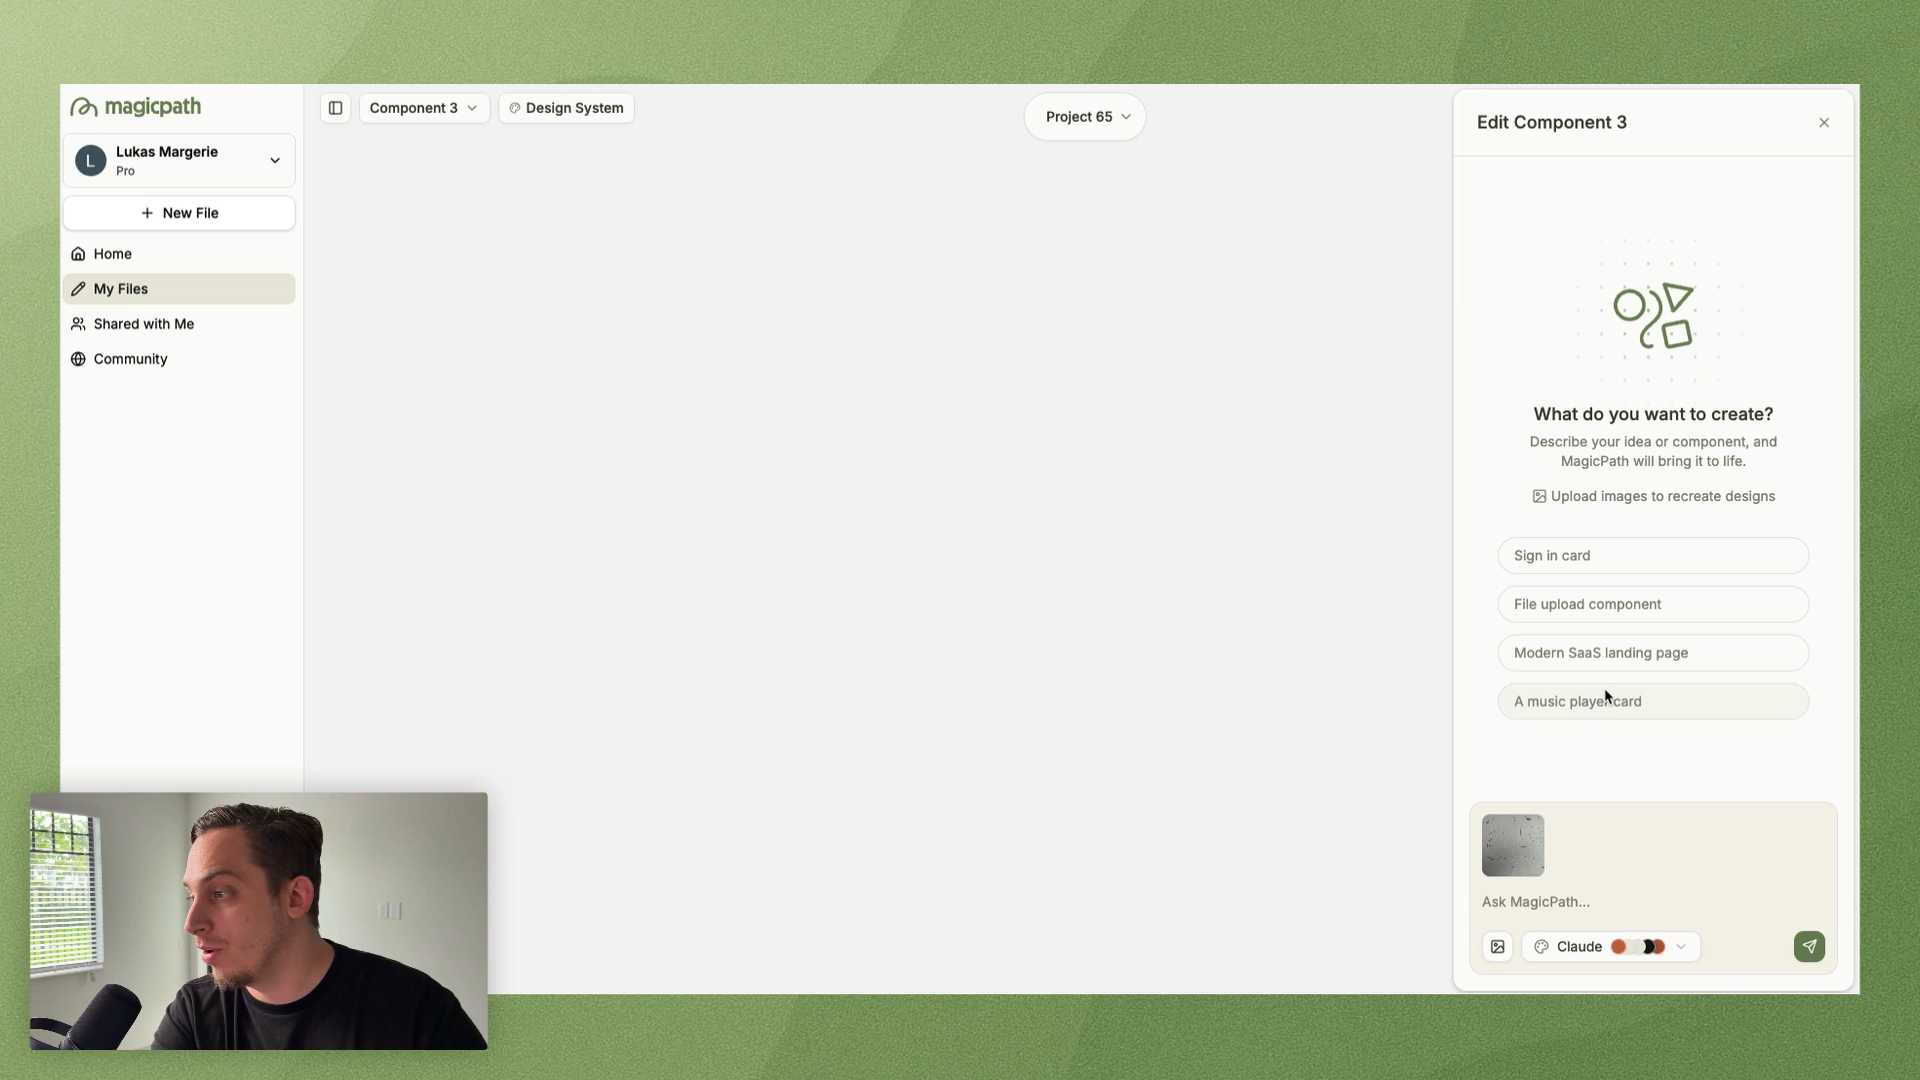 magicpath
Component 3
Design System
Project 65
Edit Component 3
L
Lukas Margerie
Pro
+ New File
Home
My Files
Shared with Me
Community
What do you want to create?
Describe your idea or component, and
MagicPath will bring it to life.
Upload images to recreate designs
Sign in card
File upload component
Modern SaaS landing page
A music player card
Ask MagicPath...
Claude